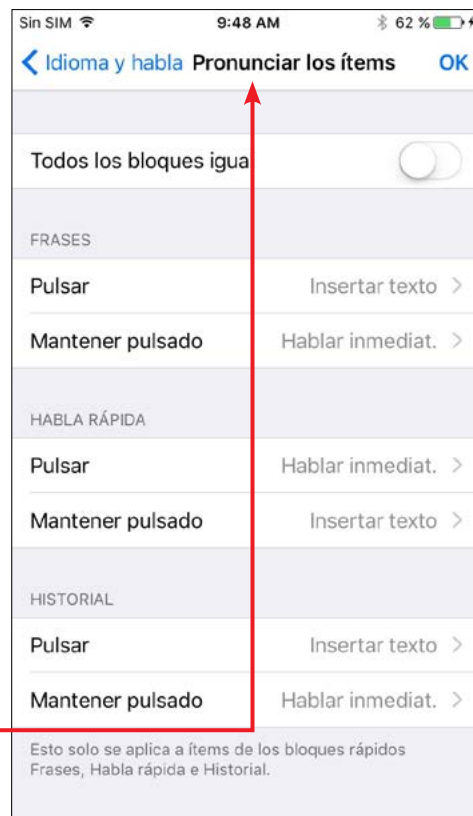 Sin SIM 9:48 AM 62 %
Idioma y habla Pronunciar los ítems OK
Todos los bloques igua
FRASES
Pulsar Insertar texto
Mantener pulsado Hablar inmediat.
HABLA RÁPIDA
Pulsar Hablar inmediat.
Mantener pulsado Insertar texto
HISTORIAL
Pulsar Insertar texto
Mantener pulsado Hablar inmediat.
Esto solo se aplica a ítems de los bloques rápidos
Frases, Habla rápida e Historial.